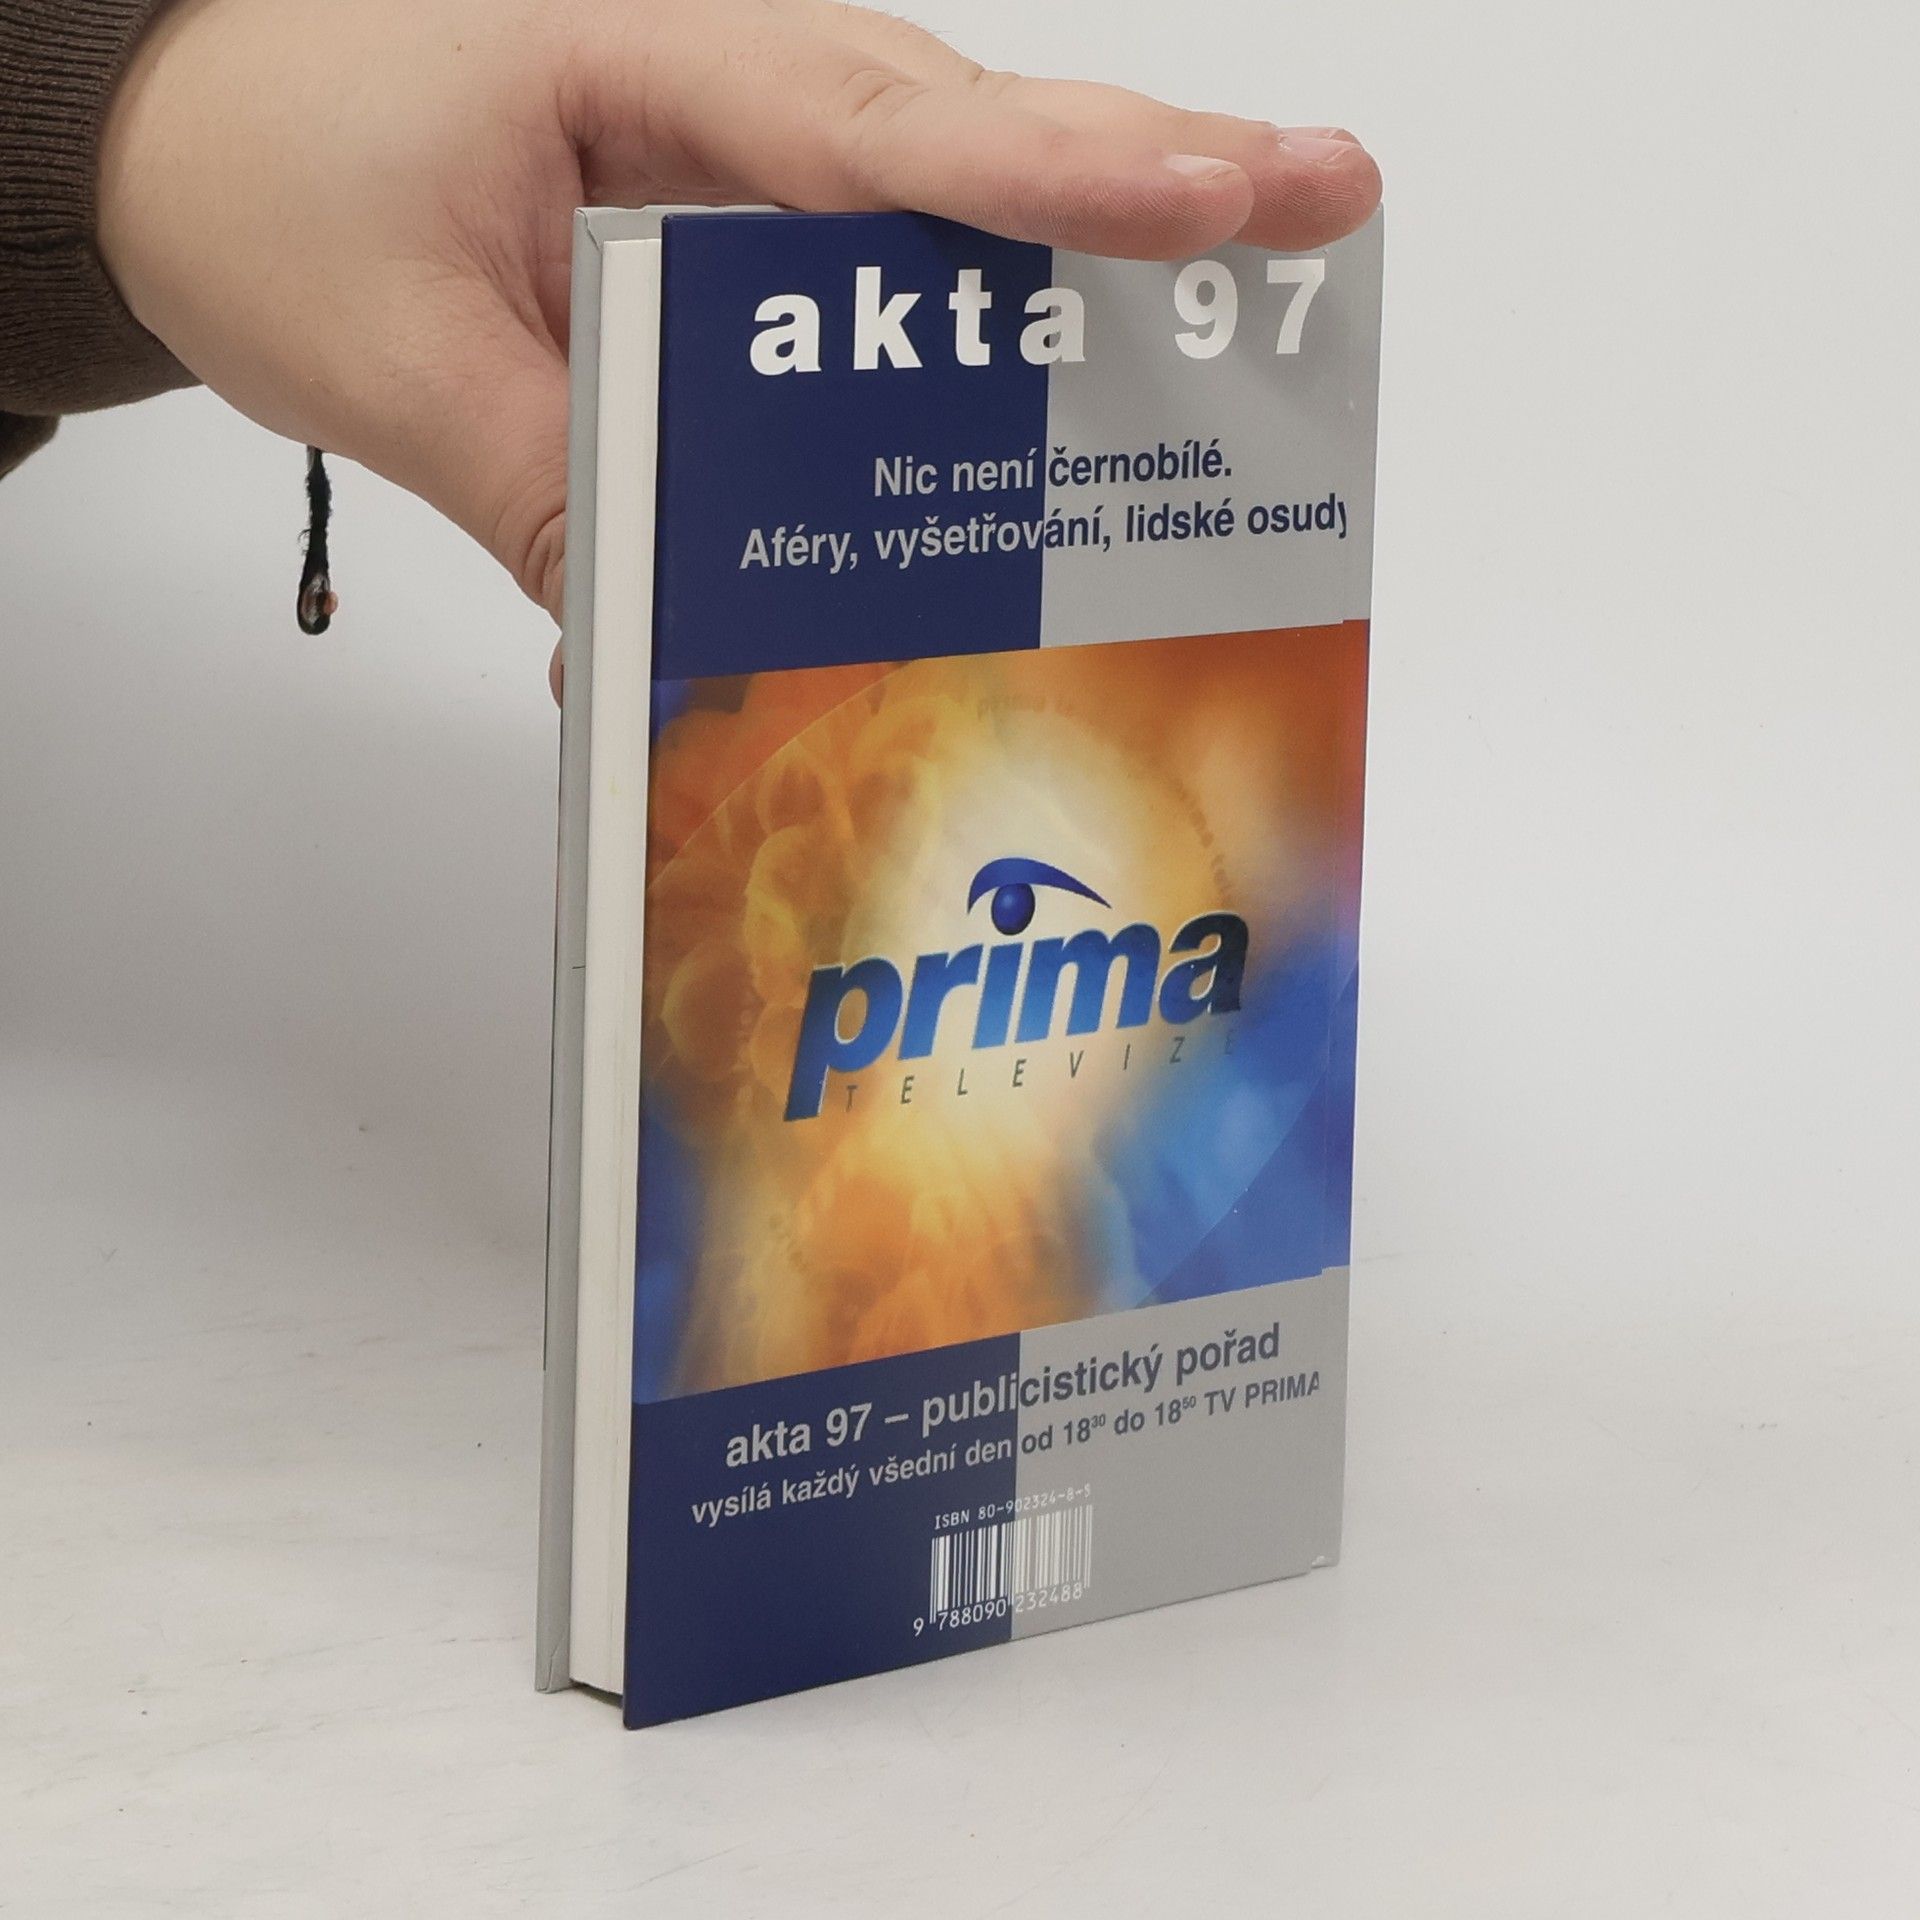 akta 97
Nic není černobílé.
Aféry, vyšetřování, lidské osudy
prima
TELEVIZE
akta 97 – publicistický pořad
vysílá každý všední den od 18³⁰ do 18⁵⁰ TV PRIMA
ISBN 80-902324-8-
9 788090 232488